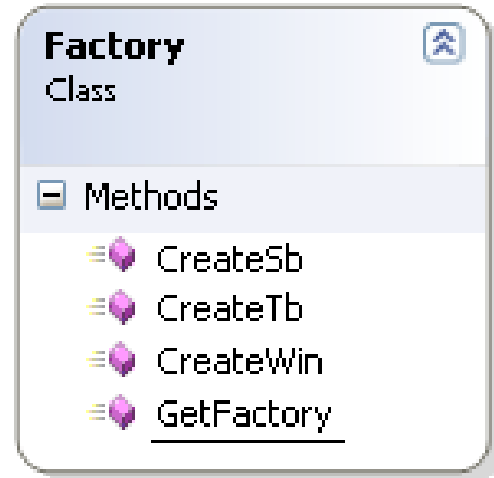 Factory
Class
Methods
CreateSb
CreateTb
CreateWin
GetFactory